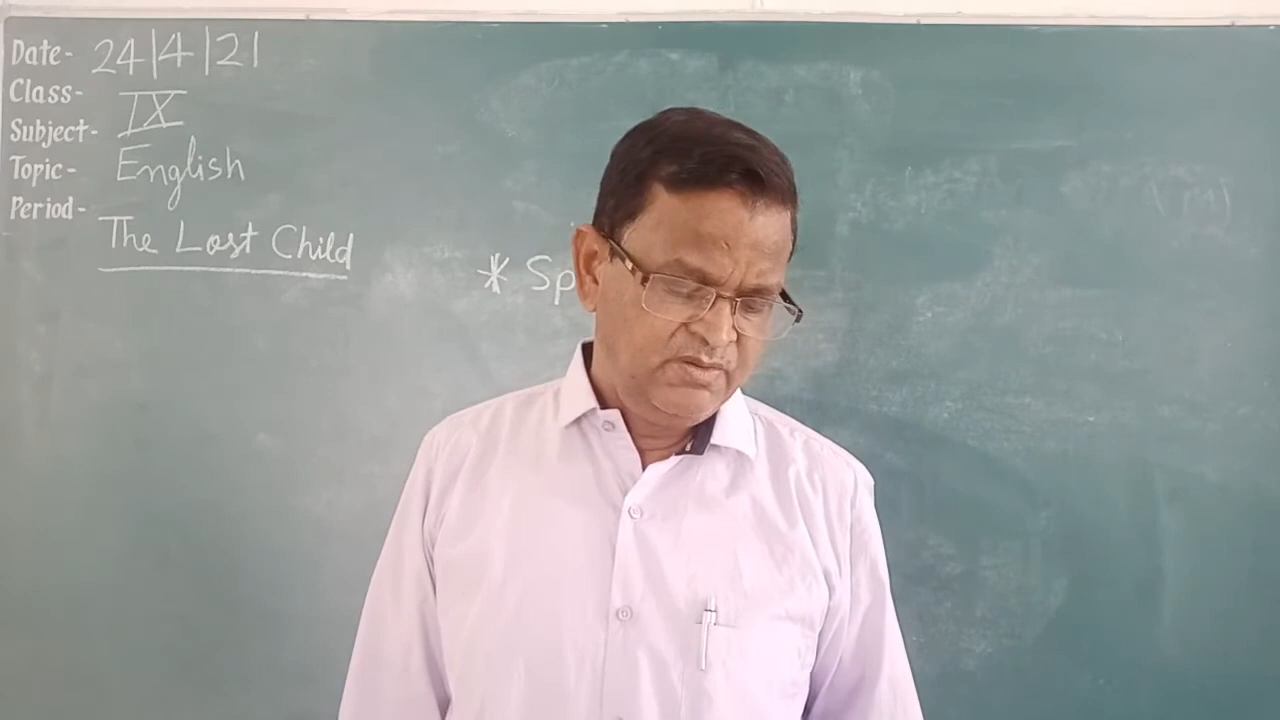 Date- 24/4/21
Class- IX
Subject- English
Topic-
Period- The Lost Child
* Sp